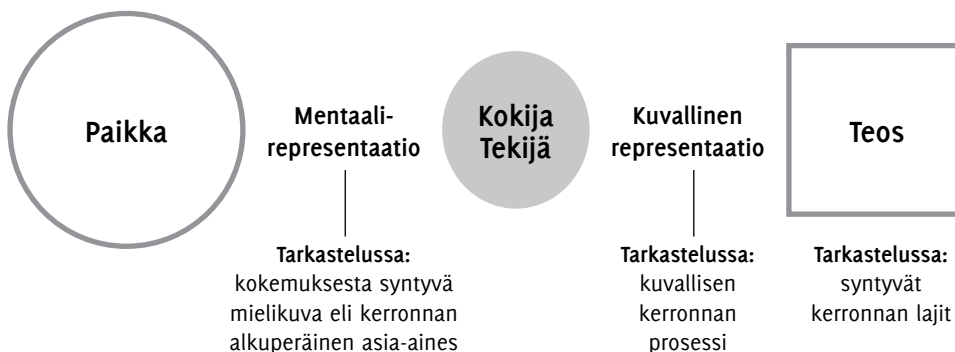 Paikka
Mentaali-
representaatio
Kokija
Tekijä
Kuvallinen
representaatio
Teos
Tarkastelussa:
kokemuksesta syntyvä
mielikuva eli kerronnan
alkuperäinen asia-aines
Tarkastelussa:
kuvallisen
kerronnan
prosessi
Tarkastelussa:
syntyvät
kerronnan lajit